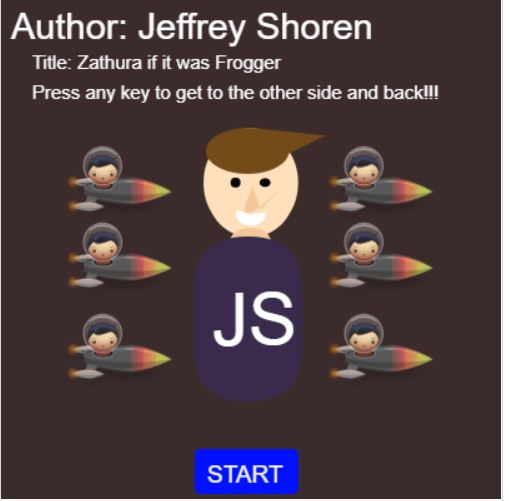 Author: Jeffrey Shoren
Title: Zathura if it was Frogger
Press any key to get to the other side and back!!!
JS
START